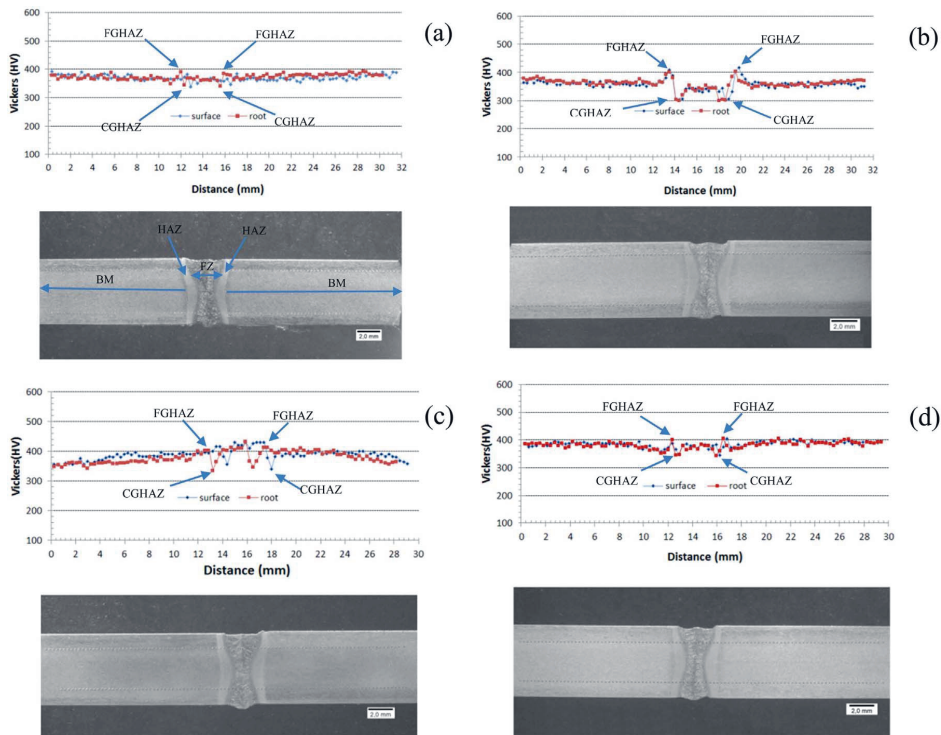 (a)
600
500
400
300
200
100
Vickers (HV)
FGHAZ
FGHAZ
CGHAZ
CGHAZ
surface
root
0 2 4 6 8 10 12 14 16 18 20 22 24 26 28 30 32
Distance (mm)
HAZ
HAZ
FZ
BM
BM
2.0 mm
(b)
600
500
400
300
200
100
Vickers (HV)
FGHAZ
FGHAZ
CGHAZ
CGHAZ
surface
root
0 2 4 6 8 10 12 14 16 18 20 22 24 26 28 30 32
Distance (mm)
2.0 mm
(c)
600
500
400
300
200
100
Vickers(HV)
FGHAZ
FGHAZ
CGHAZ
CGHAZ
surface
root
0 2 4 6 8 10 12 14 16 18 20 22 24 26 28 30
Distance (mm)
2.0 mm
(d)
600
500
400
300
200
100
Vickers(HV)
FGHAZ
FGHAZ
CGHAZ
CGHAZ
surface
root
0 2 4 6 8 10 12 14 16 18 20 22 24 26 28 30
Distance (mm)
2.0 mm